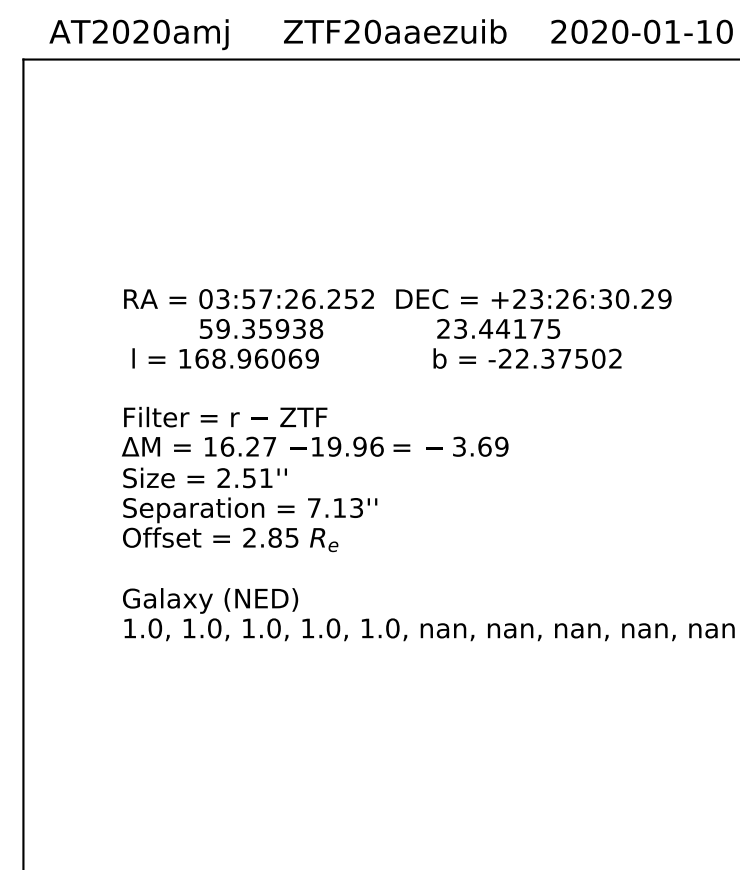 AT2020amj ZTF20aaezuib 2020-01-10
RA = 03:57:26.252 DEC = +23:26:30.29
59.35938 23.44175
l = 168.96069 b = -22.37502
Filter = r − ZTF
ΔM = 16.27 −19.96 = − 3.69
Size = 2.51''
Separation = 7.13''
Offset = 2.85 Re
Galaxy (NED)
1.0, 1.0, 1.0, 1.0, 1.0, nan, nan, nan, nan, nan